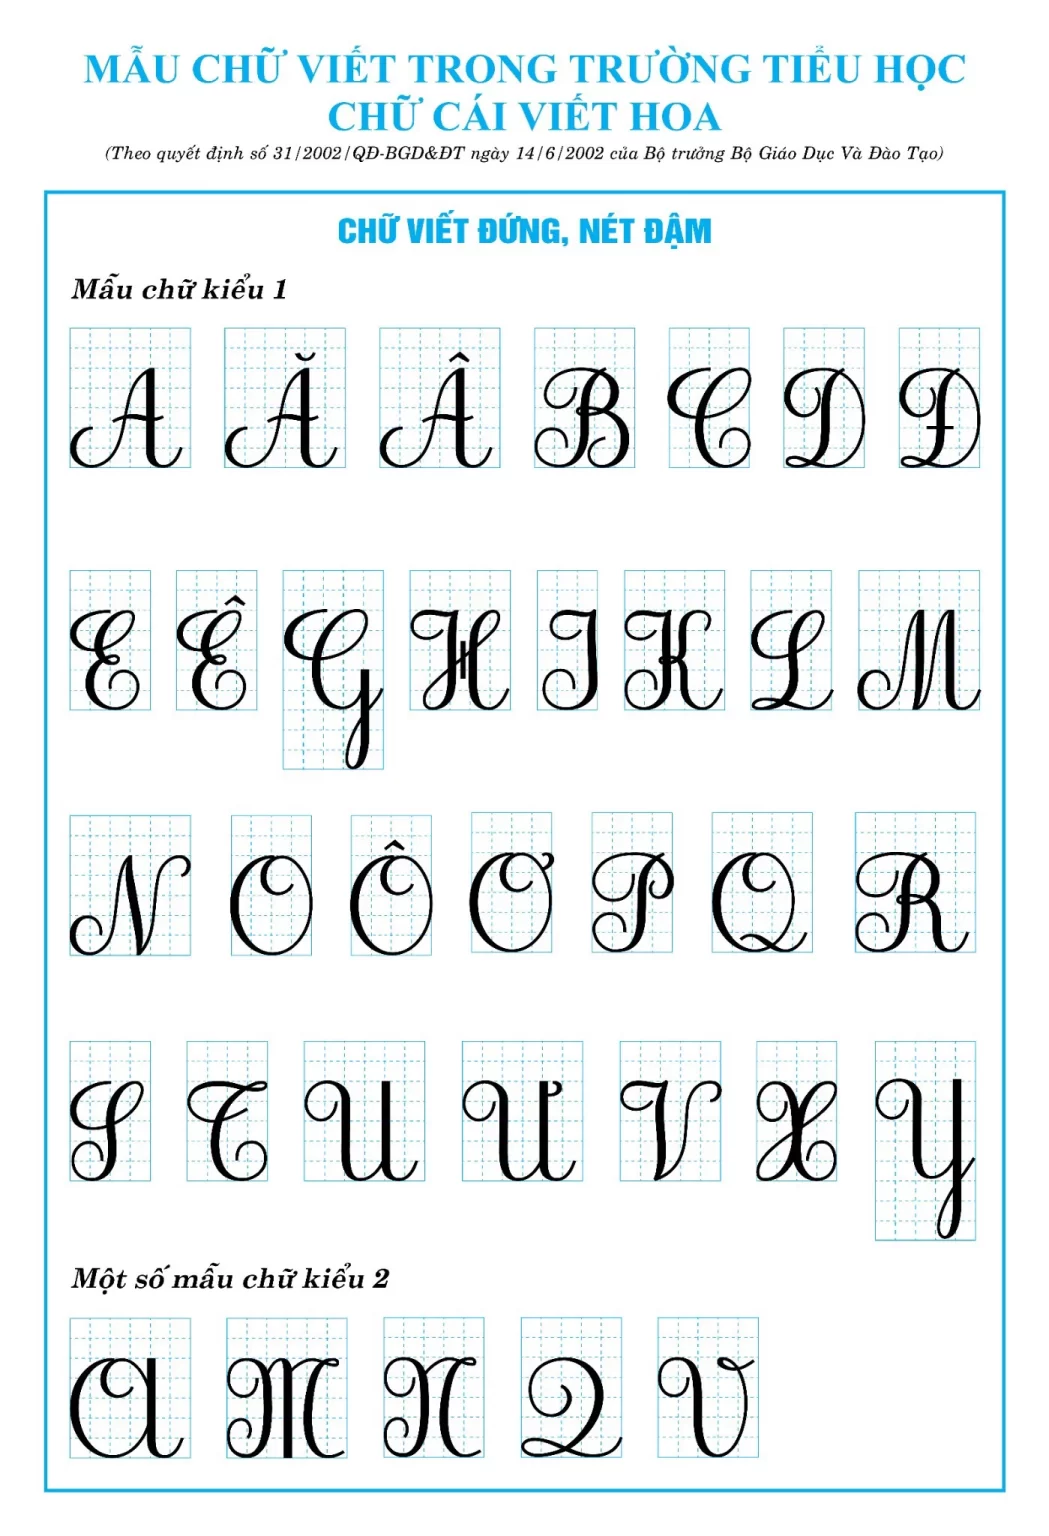 MẪU CHỮ VIẾT TRONG TRƯỜNG TIỂU HỌC
CHỮ CÁI VIẾT HOA
(Theo quyết định số 31/2002/QĐ-BGD&ĐT ngày 14/6/2002 của Bộ trưởng Bộ Giáo Dục Và Đào Tạo)
CHỮ VIẾT ĐỨNG, NÉT ĐẬM
Mẫu chữ kiểu 1
A Ă Â B C D Đ
E Ê G H I K L M
N O Ô Ơ P Q R
S T U Ư V X Y
Một số mẫu chữ kiểu 2
A M N Q V